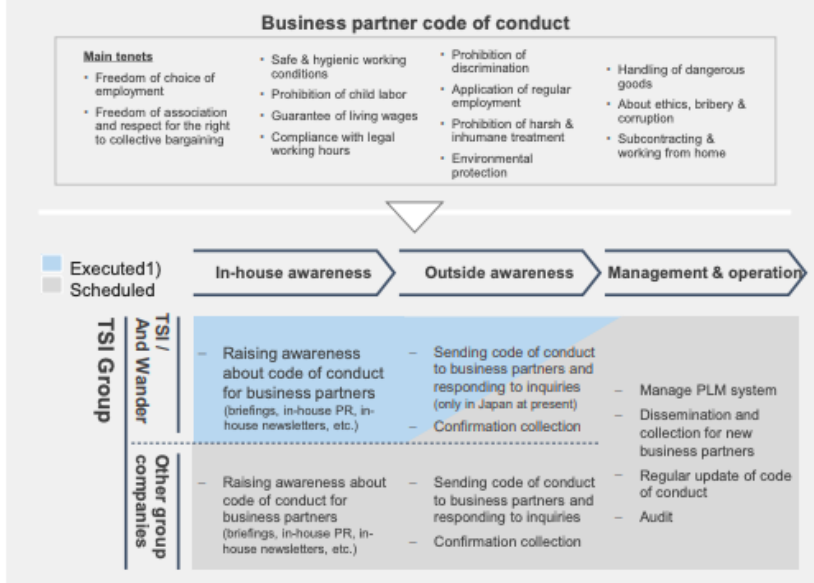 Business partner code of conduct
Main tenets
• Freedom of choice of
employment
• Freedom of association
and respect for the right
to collective bargaining
• Safe & hygienic working
conditions
• Prohibition of child labor
• Guarantee of living wages
• Compliance with legal
working hours
• Prohibition of
discrimination
• Application of regular
employment
• Prohibition of harsh &
inhumane treatment
• Environmental
protection
• Handling of dangerous
goods
• About ethics, bribery &
corruption
• Subcontracting &
working from home
Executed1)
Scheduled
In-house awareness
Outside awareness
Management & operation
TSI Group
TSI /
And Wander
– Raising awareness
about code of conduct
for business partners
(briefings, in-house PR, in-
house newsletters, etc.)
– Sending code of conduct
to business partners and
responding to inquiries
(only in Japan at present)
– Confirmation collection
Other group
companies
– Raising awareness about
code of conduct for
business partners
(briefings, in-house PR, in-
house newsletters, etc.)
– Sending code of conduct
to business partners and
responding to inquiries
– Confirmation collection
– Manage PLM system
– Dissemination and
collection for new
business partners
– Regular update of code
of conduct
– Audit